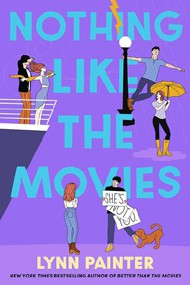 NOTHING
LIKE
THE
MOVIES
SHE'S
NOT
YOU
LYNN PAINTER
NEW YORK TIMES BESTSELLING AUTHOR OF BETTER THAN THE MOVIES